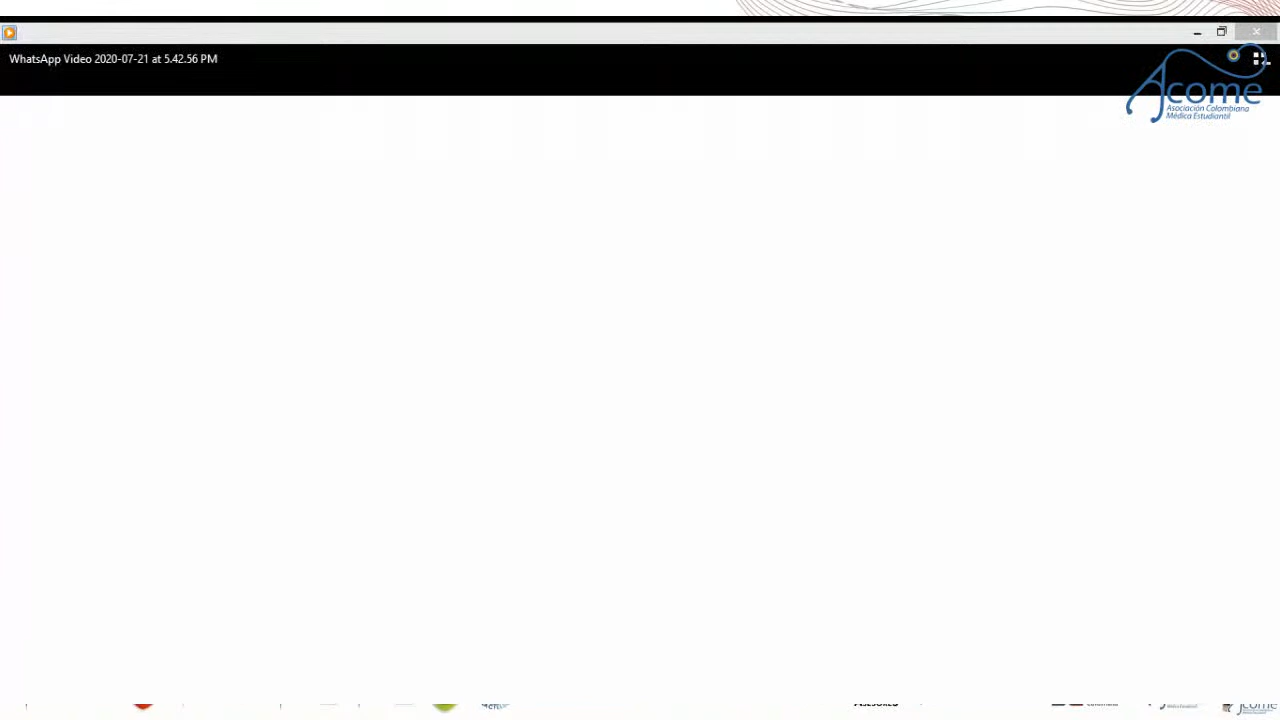 WhatsApp Video 2020-07-21 at 5.42.56 PM
Acome
Asociación Colombiana
Médica Estudiantil